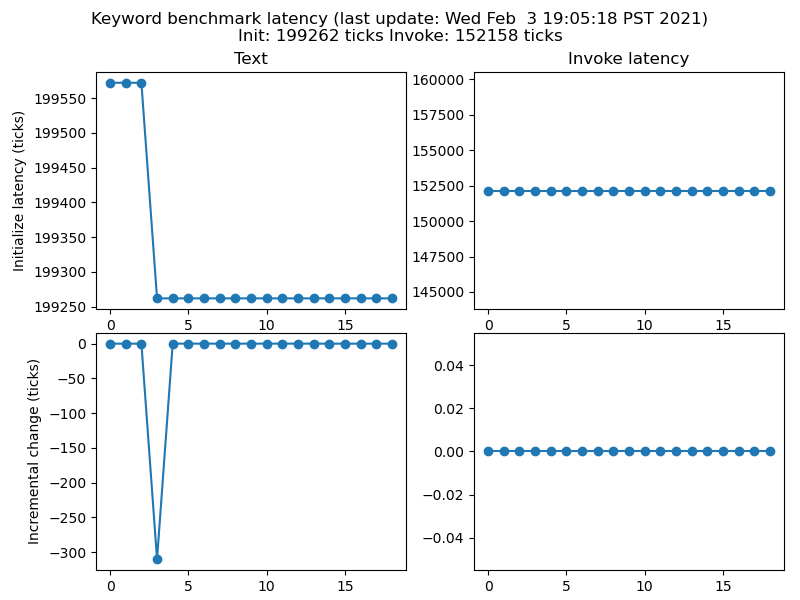 Keyword benchmark latency (last update: Wed Feb  3 19:05:18 PST 2021)
Init: 199262 ticks Invoke: 152158 ticks
Text
Initialize latency (ticks)
199550
199500
199450
199400
199350
199300
199250
0 5 10 15
Invoke latency
160000
157500
155000
152500
150000
147500
145000
0 5 10 15
Incremental change (ticks)
0
−50
−100
−150
−200
−250
−300
0 5 10 15
0.04
0.02
0.00
−0.02
−0.04
0 5 10 15